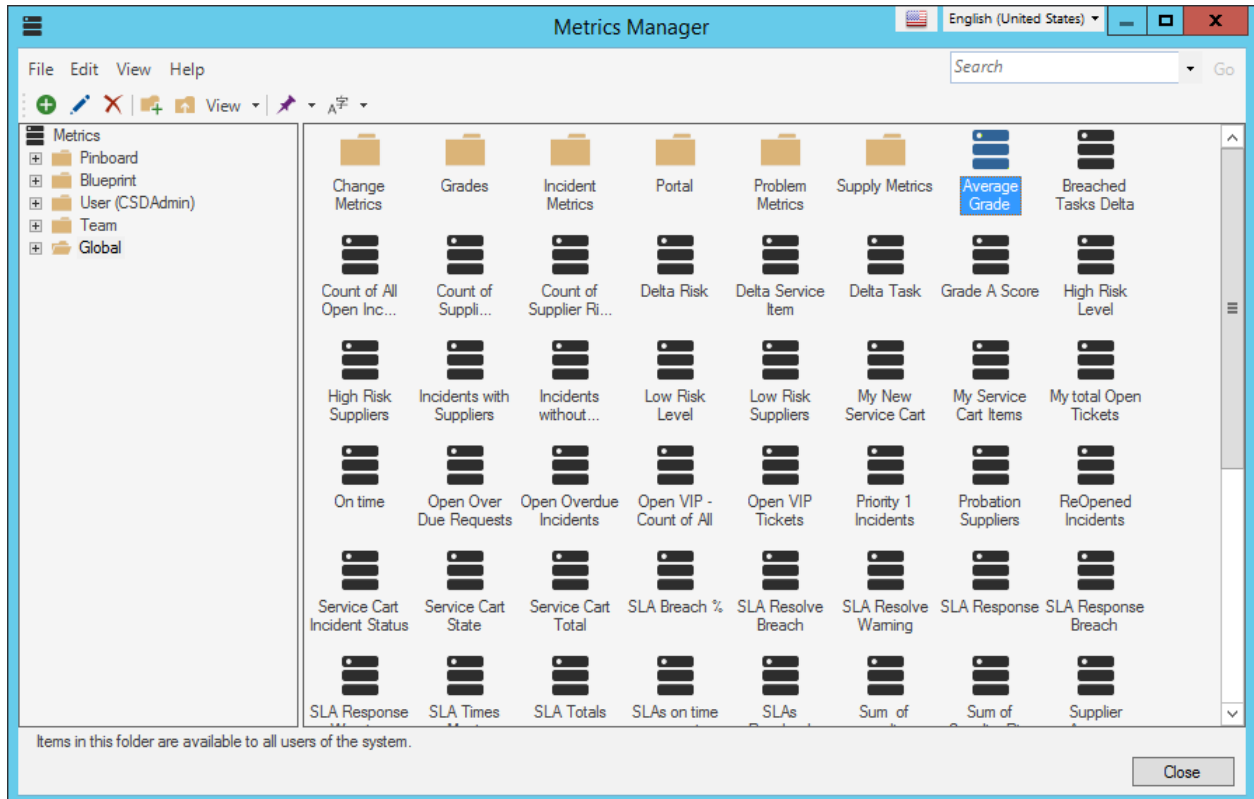 Metrics Manager
English (United States)
File Edit View Help
Search
Go
View
A字
Metrics
Pinboard
Blueprint
User (CSDAdmin)
Team
Global
Change
Metrics
Grades
Incident
Metrics
Portal
Problem
Metrics
Supply Metrics
Average
Grade
Breached
Tasks Delta
Count of All
Open Inc...
Count of
Suppli...
Count of
Supplier Ri...
Delta Risk
Delta Service
Item
Delta Task
Grade A Score
High Risk
Level
High Risk
Suppliers
Incidents with
Suppliers
Incidents
without...
Low Risk
Level
Low Risk
Suppliers
My New
Service Cart
My Service
Cart Items
My total Open
Tickets
On time
Open Over
Due Requests
Open Overdue
Incidents
Open VIP -
Count of All
Open VIP
Tickets
Priority 1
Incidents
Probation
Suppliers
ReOpened
Incidents
Service Cart
Incident Status
Service Cart
State
Service Cart
Total
SLA Breach %
SLA Resolve
Breach
SLA Resolve
Warning
SLA Response
SLA Response
Breach
SLA Response
SLA Times
SLA Totals
SLAs on time
SLAs
Sum of
Sum of
Supplier
Items in this folder are available to all users of the system.
Close